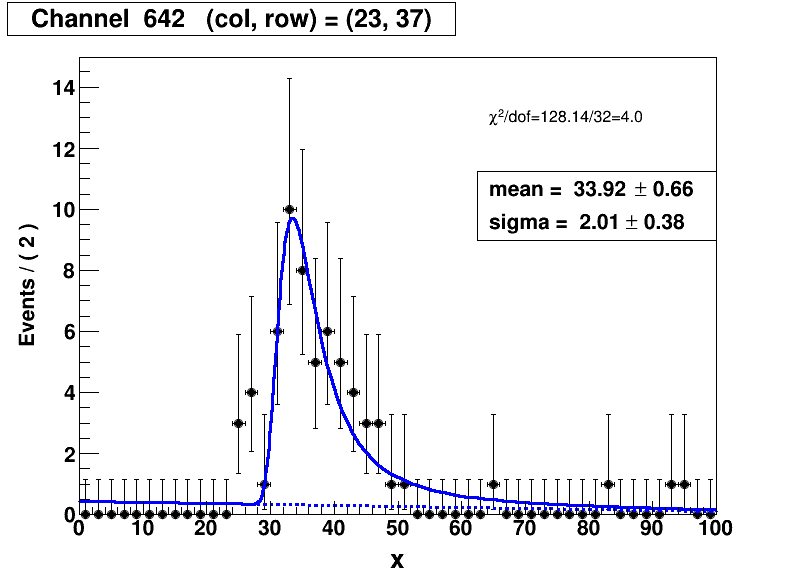 Channel 642 (col, row) = (23, 37)
χ²/dof=128.14/32=4.0
mean = 33.92 ± 0.66
sigma = 2.01 ± 0.38
Events / ( 2 )
14
12
10
8
6
4
2
0
0 10 20 30 40 50 60 70 80 90 100
x